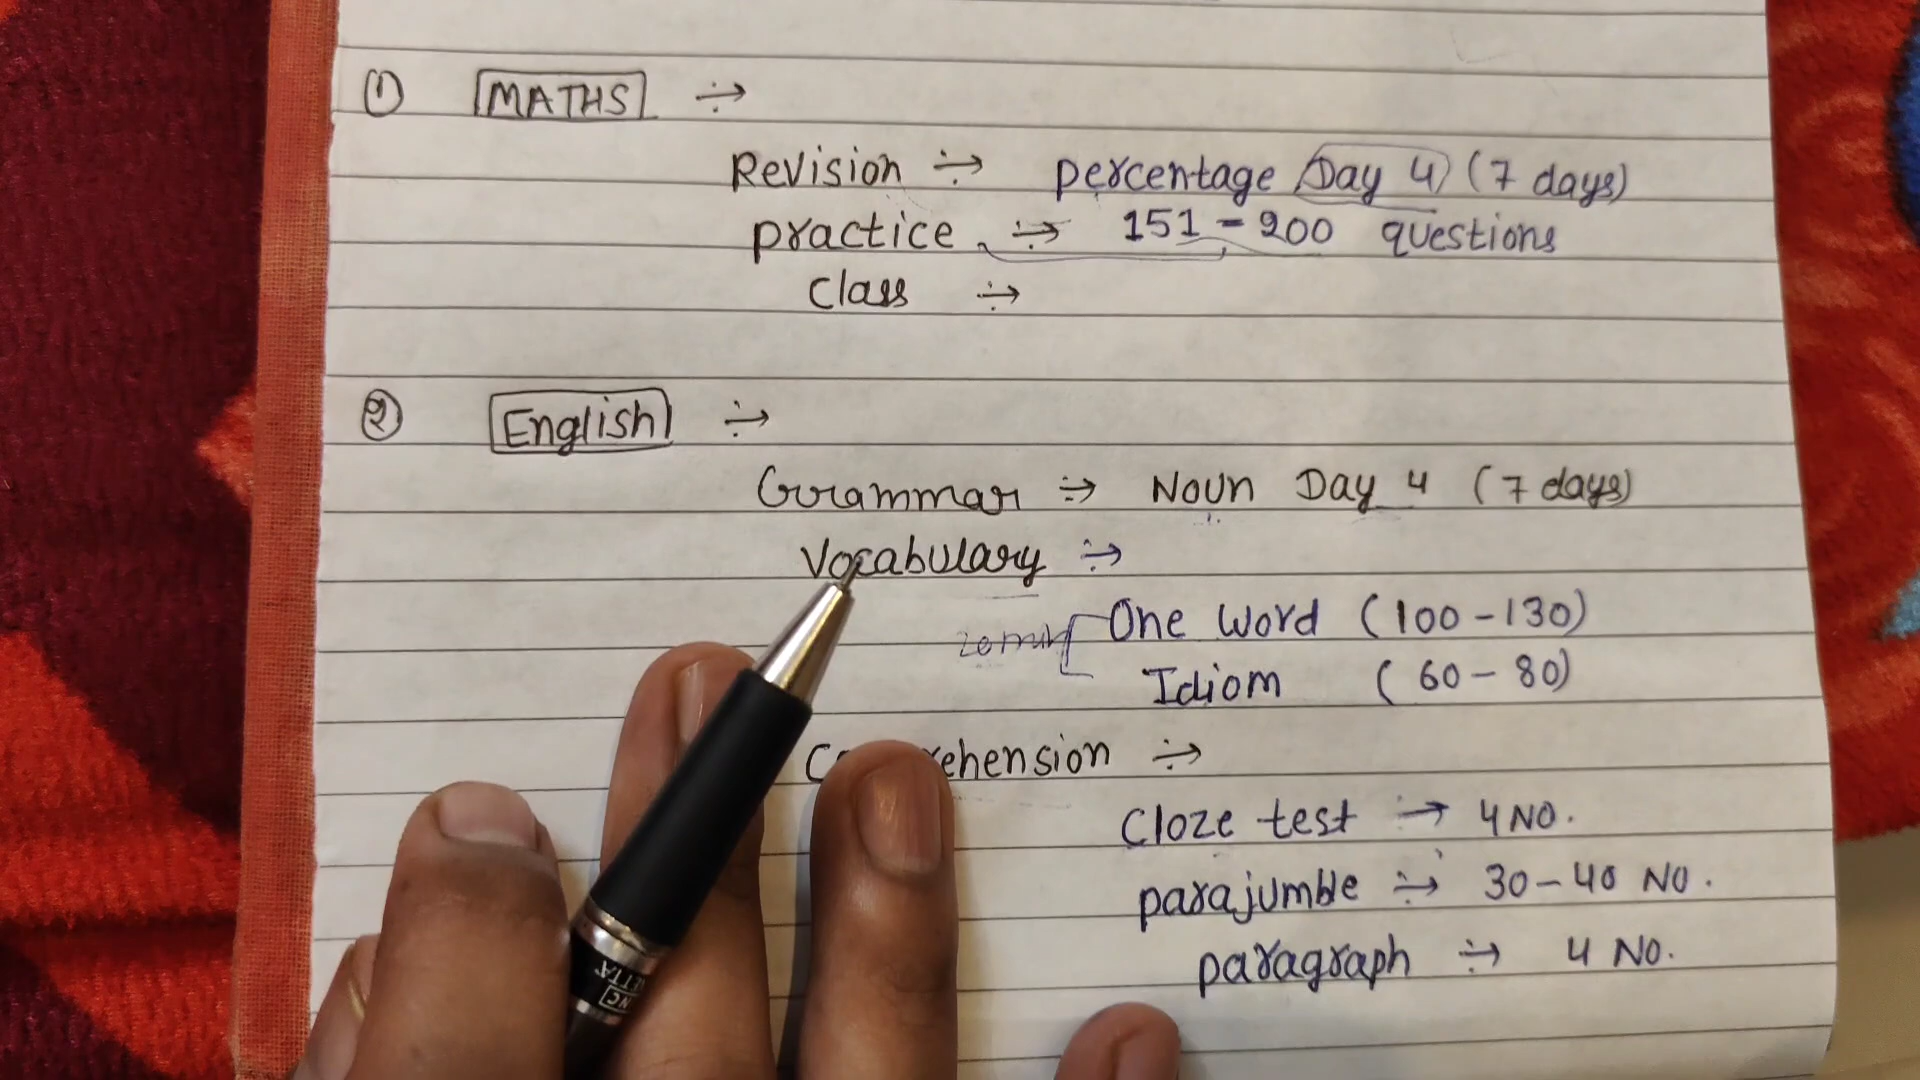 ① MATHS ÷→
Revision ÷→ percentage Day 4 (7 days)
practice ÷→ 151 - 200 questions
Class ÷→
② English ÷→
Grammar ÷→ Noun Day 4 (7 days)
Vocabulary ÷→
One Word (100 - 130)
Idiom (60 - 80)
ehension ÷→
Cloze test → 4 NO.
parajumble ÷→ 30 - 40 NO.
paragraph ÷→ 4 NO.